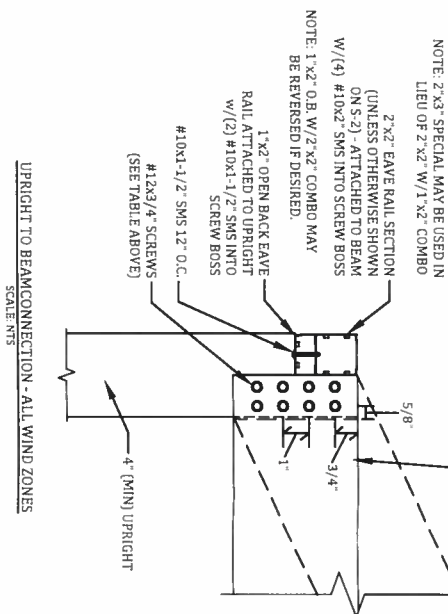 NOTE: 2"x3" SPECIAL MAY BE USED IN
LIEU OF 2"x2" W/1"x2" COMBO
2"x2" EAVE RAIL SECTION
(UNLESS OTHERWISE SHOWN
ON S-2) - ATTACHED TO BEAM
W/(4) #10x2" SMS INTO SCREW BOSS
NOTE: 1"x2" O.B. W/2"x2" COMBO MAY
BE REVERSED IF DESIRED.
1"x2" OPEN BACK EAVE
RAIL ATTACHED TO UPRIGHT
w/(2) #10x1-1/2" SMS INTO
SCREW BOSS
#10x1-1/2" SMS 12" O.C.
#12x3/4" SCREWS
(SEE TABLE ABOVE)
5/8"
3/4"
1"
4" (MIN) UPRIGHT
UPRIGHT TO BEAMCONNECTION - ALL WIND ZONES
SCALE: NTS